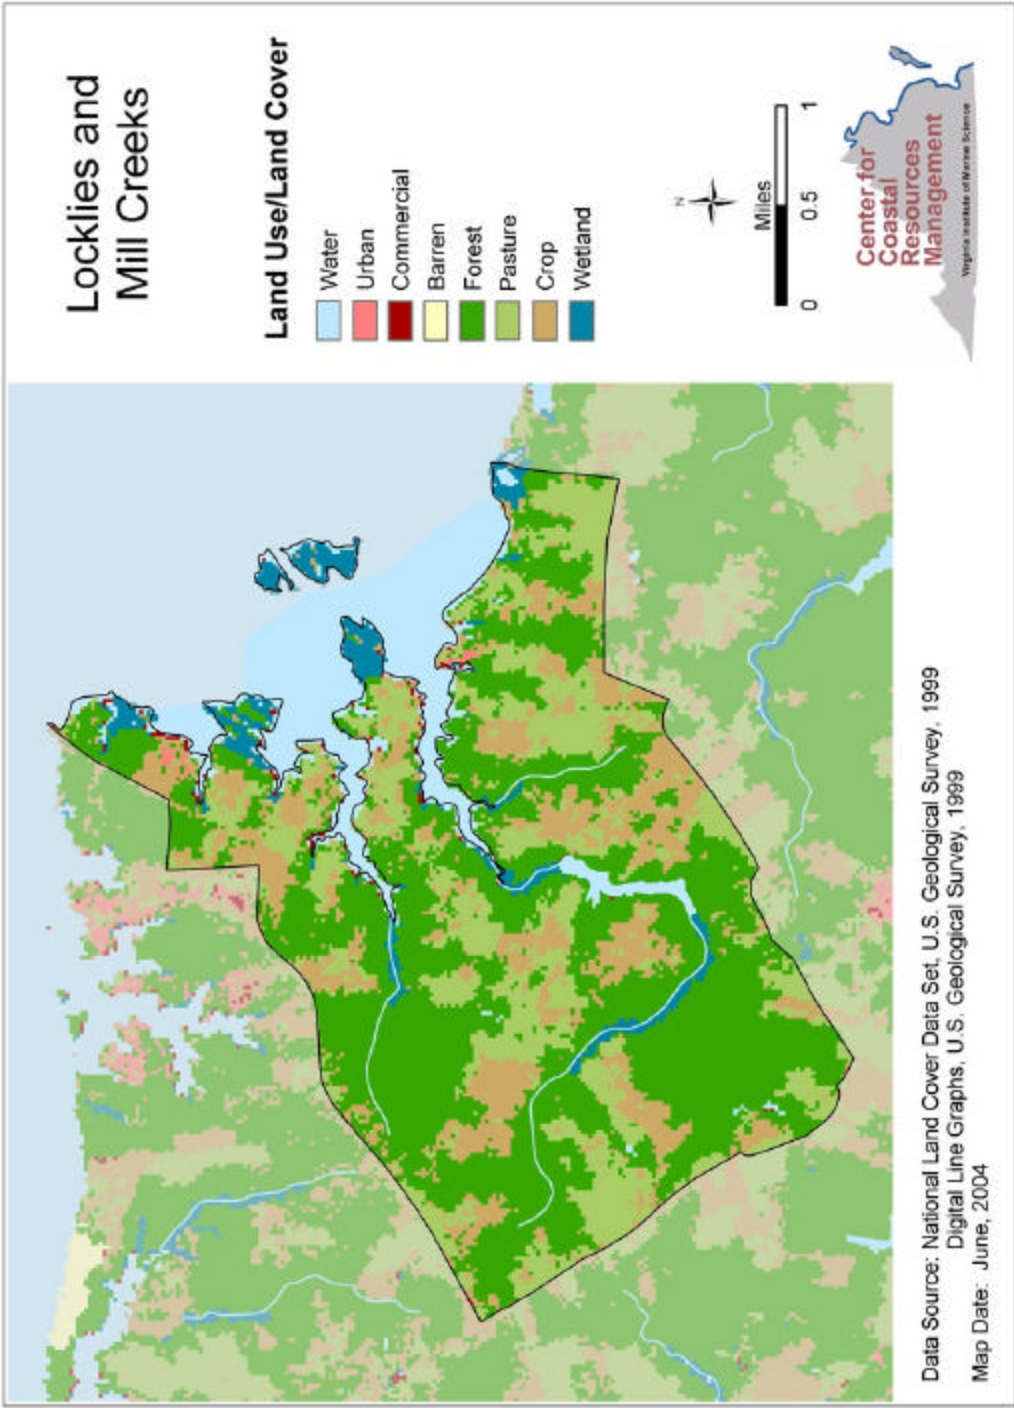 Locklies and
Mill Creeks
Land Use/Land Cover
Water
Urban
Commercial
Barren
Forest
Pasture
Crop
Wetland
N
Miles
0 0.5 1
Center for
Coastal
Resources
Management
Virginia Institute of Marine Science
Data Source: National Land Cover Data Set, U.S. Geological Survey, 1999
Digital Line Graphs, U.S. Geological Survey, 1999
Map Date: June, 2004